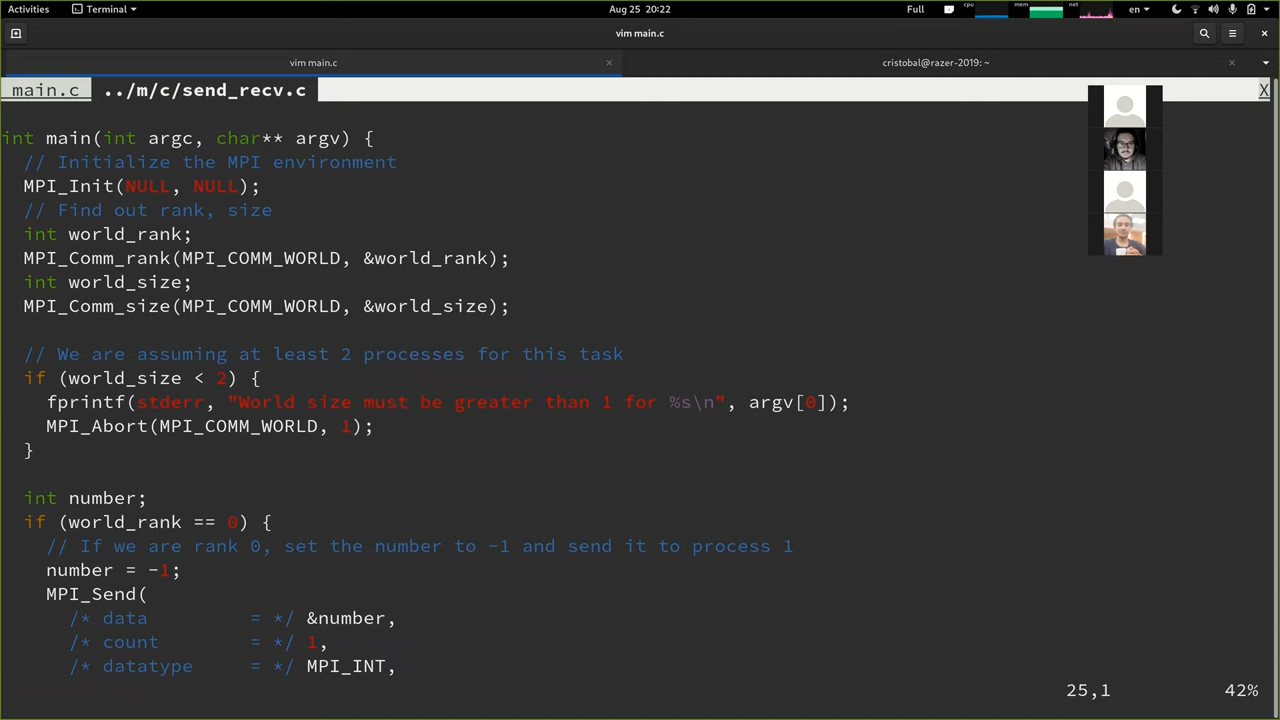 Activities Terminal Aug 25 20:22 Full cpu mem net en
vim main.c
vim main.c × cristobal@razer-2019: ~ ×
main.c ../m/c/send_recv.c X
int main(int argc, char** argv) {
// Initialize the MPI environment
MPI_Init(NULL, NULL);
// Find out rank, size
int world_rank;
MPI_Comm_rank(MPI_COMM_WORLD, &world_rank);
int world_size;
MPI_Comm_size(MPI_COMM_WORLD, &world_size);
// We are assuming at least 2 processes for this task
if (world_size < 2) {
fprintf(stderr, "World size must be greater than 1 for %s\n", argv[0]);
MPI_Abort(MPI_COMM_WORLD, 1);
}
int number;
if (world_rank == 0) {
// If we are rank 0, set the number to -1 and send it to process 1
number = -1;
MPI_Send(
/* data = */ &number,
/* count = */ 1,
/* datatype = */ MPI_INT,
25,1 42%